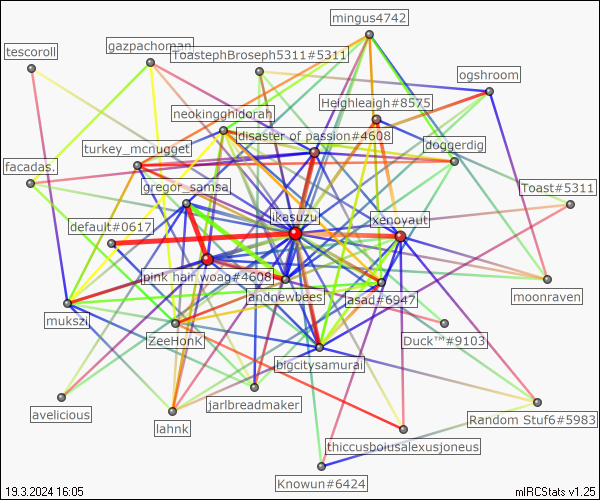 mingus4742
gazpachoman
tescoroll
ToastephBroseph5311#5311
ogshroom
Heighleaigh#8575
neokingghidorah
disaster of passion#4608
doggerdig
turkey_mcnugget
facadas.
gregor_samsa
Toast#5311
ikasuzu
xenoyaut
default#0617
pink hair woag#4608
landnewbees
asad#6947
moonraven
mukszi
ZeeHonK
Duck™#9103
bigcitysamurai
jarlbreadmaker
avelicious
lahnk
Random Stuf6#5983
thiccusboiusalexusjoneus
Knowun#6424
19.3.2024 16:05
mIRCStats v1.25